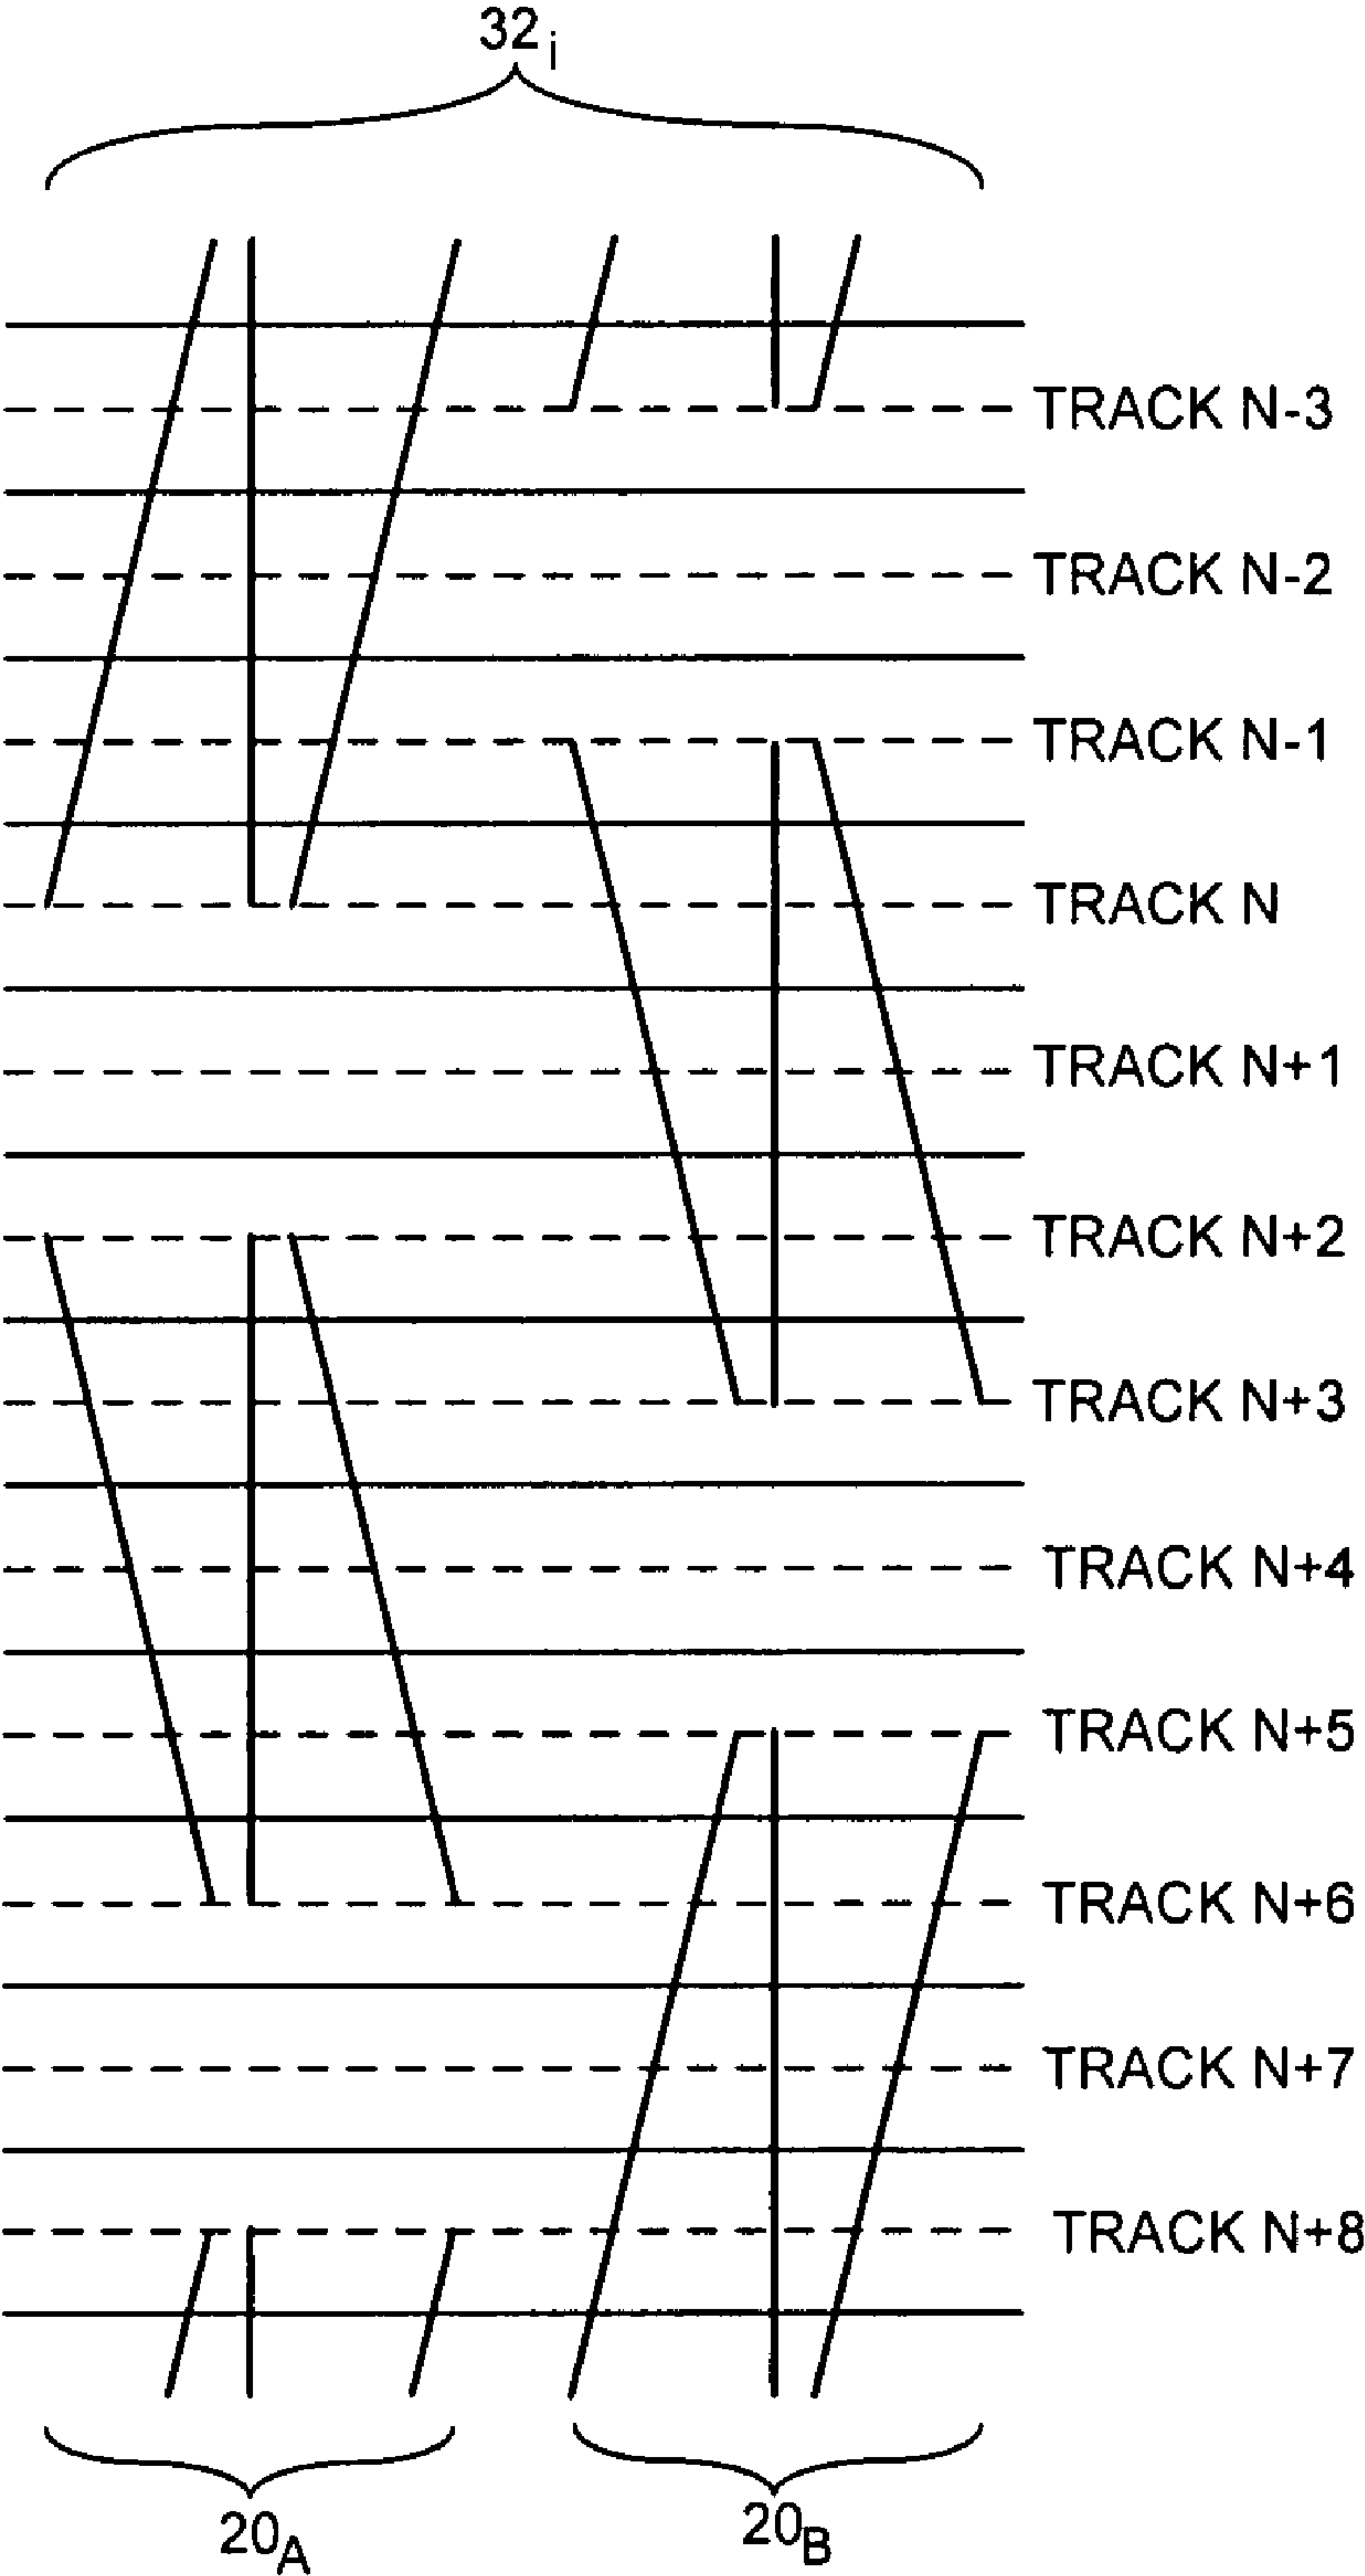 32i
TRACK N-3
TRACK N-2
TRACK N-1
TRACK N
TRACK N+1
TRACK N+2
TRACK N+3
TRACK N+4
TRACK N+5
TRACK N+6
TRACK N+7
TRACK N+8
20A 20B